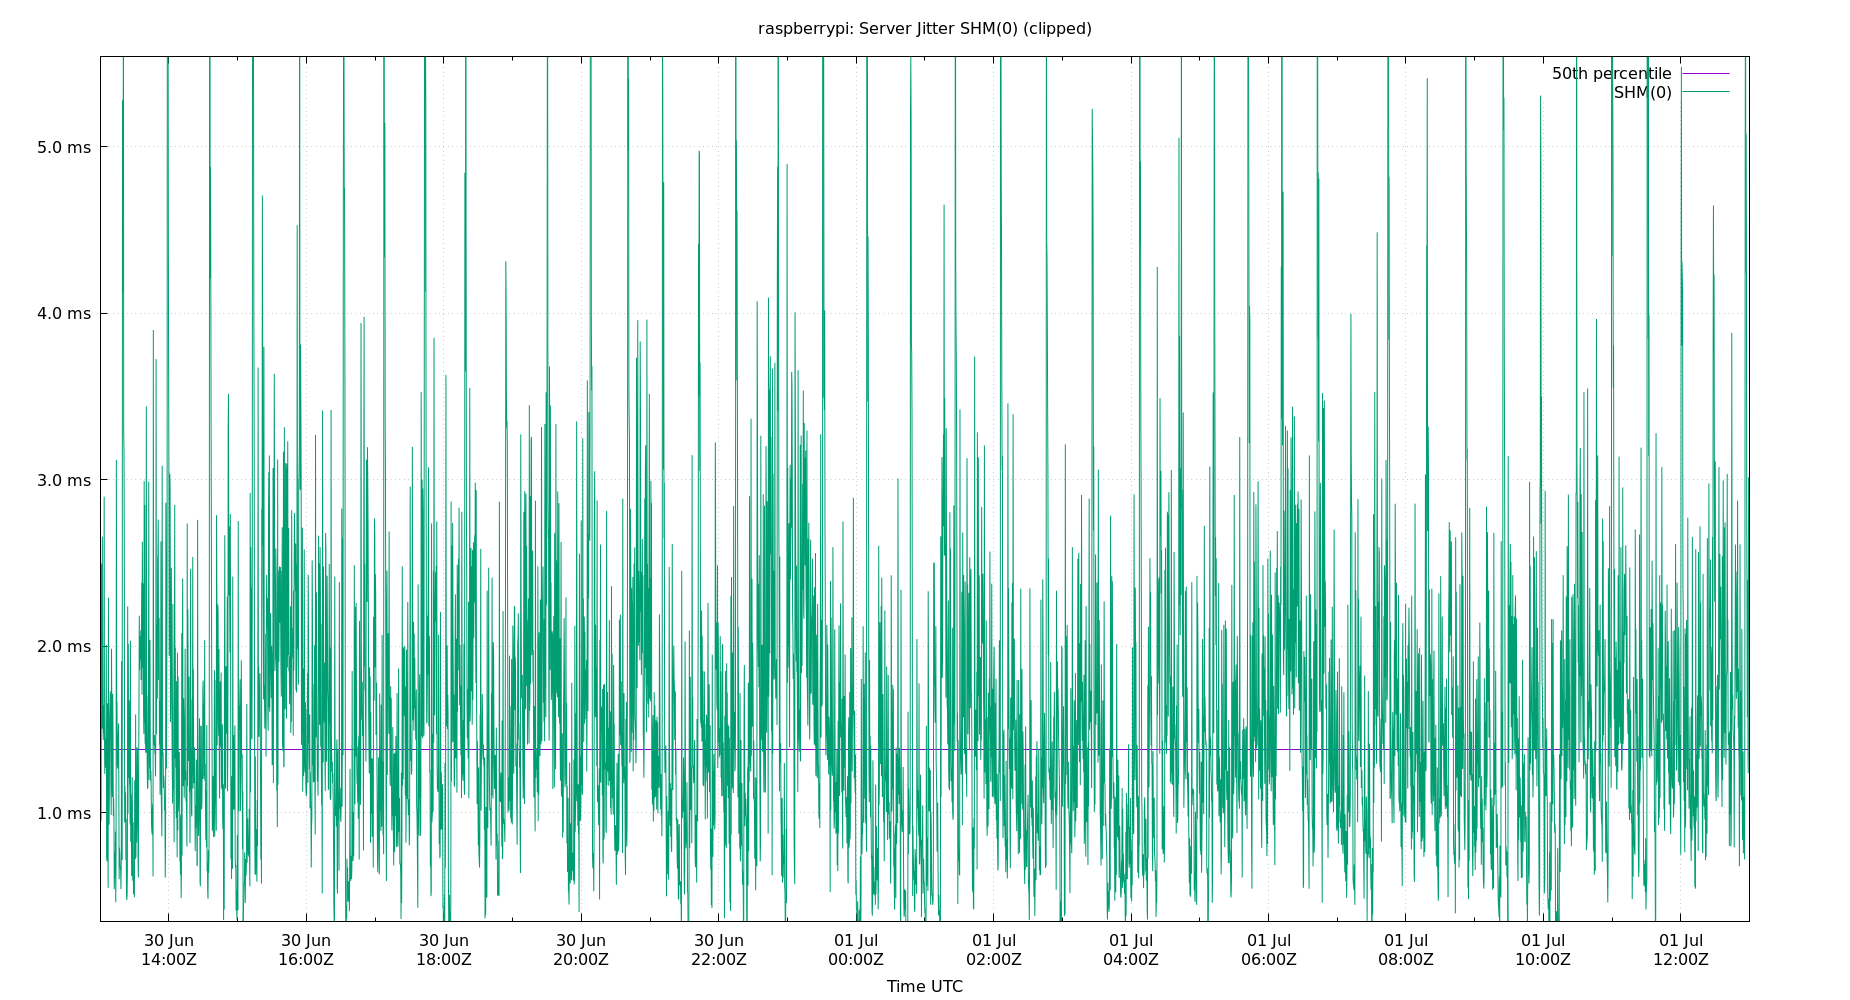 raspberrypi: Server Jitter SHM(0) (clipped)
50th percentile
SHM(0)
5.0 ms
4.0 ms
3.0 ms
2.0 ms
1.0 ms
30 Jun 30 Jun 30 Jun 30 Jun 30 Jun 01 Jul 01 Jul 01 Jul 01 Jul 01 Jul 01 Jul 01 Jul
14:00Z 16:00Z 18:00Z 20:00Z 22:00Z 00:00Z 02:00Z 04:00Z 06:00Z 08:00Z 10:00Z 12:00Z
Time UTC